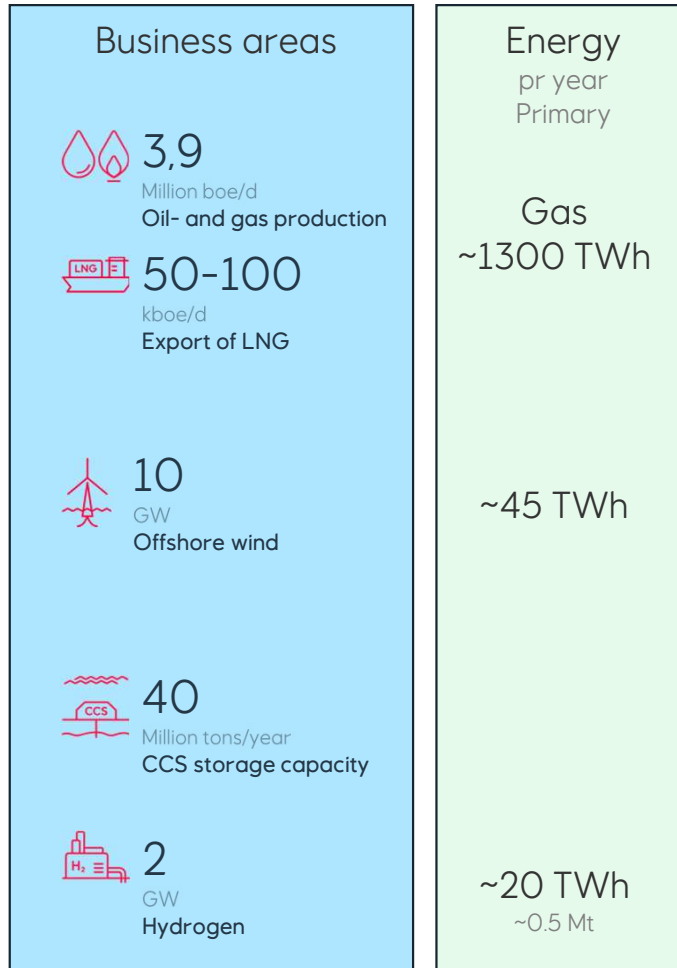 Business areas
3,9
Million boe/d
Oil- and gas production
LNG
50-100
kboe/d
Export of LNG
10
GW
Offshore wind
CCS
40
Million tons/year
CCS storage capacity
H₂
2
GW
Hydrogen
Energy
pr year
Primary
Gas
~1300 TWh
~45 TWh
~20 TWh
~0.5 Mt